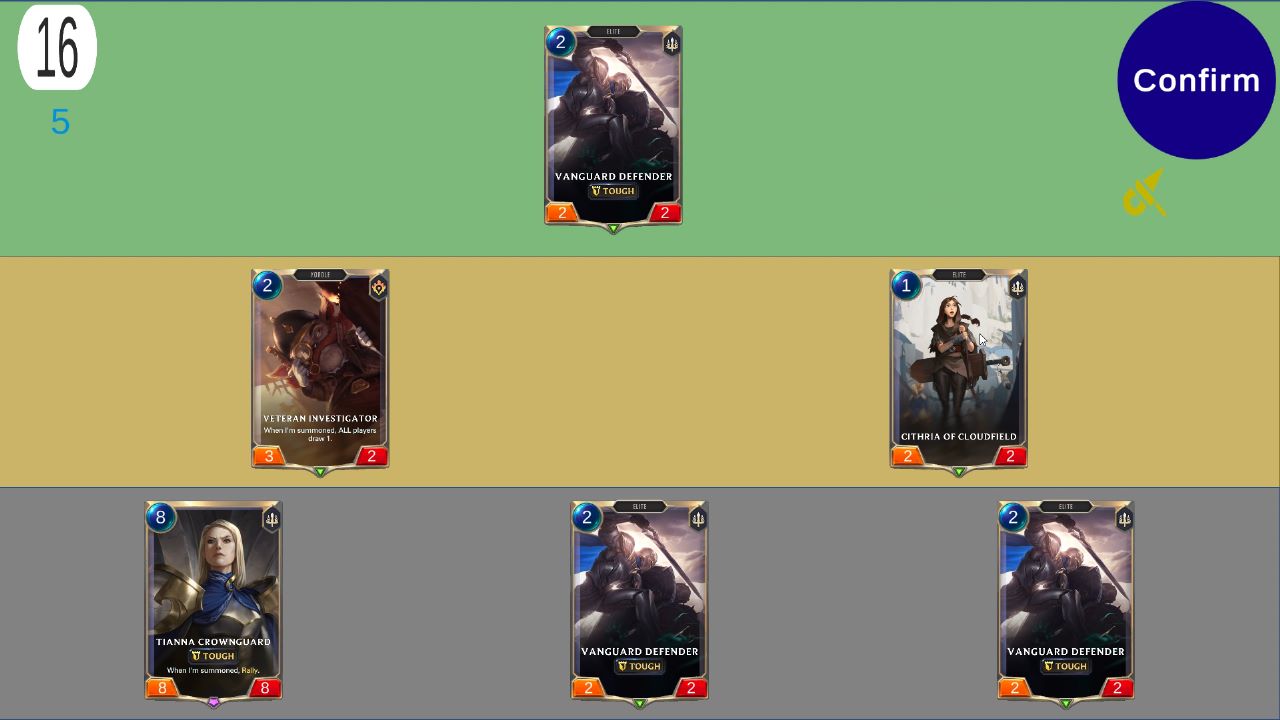 16
5
Confirm
2
ELITE
VANGUARD DEFENDER
TOUGH
2
2
2
YORDLE
VETERAN INVESTIGATOR
When I'm summoned, ALL players
draw 1.
3
2
1
ELITE
CITHRIA OF CLOUDFIELD
2
2
8
TIANNA CROWNGUARD
TOUGH
When I'm summoned, Rally.
8
8
2
ELITE
VANGUARD DEFENDER
TOUGH
2
2
2
ELITE
VANGUARD DEFENDER
TOUGH
2
2